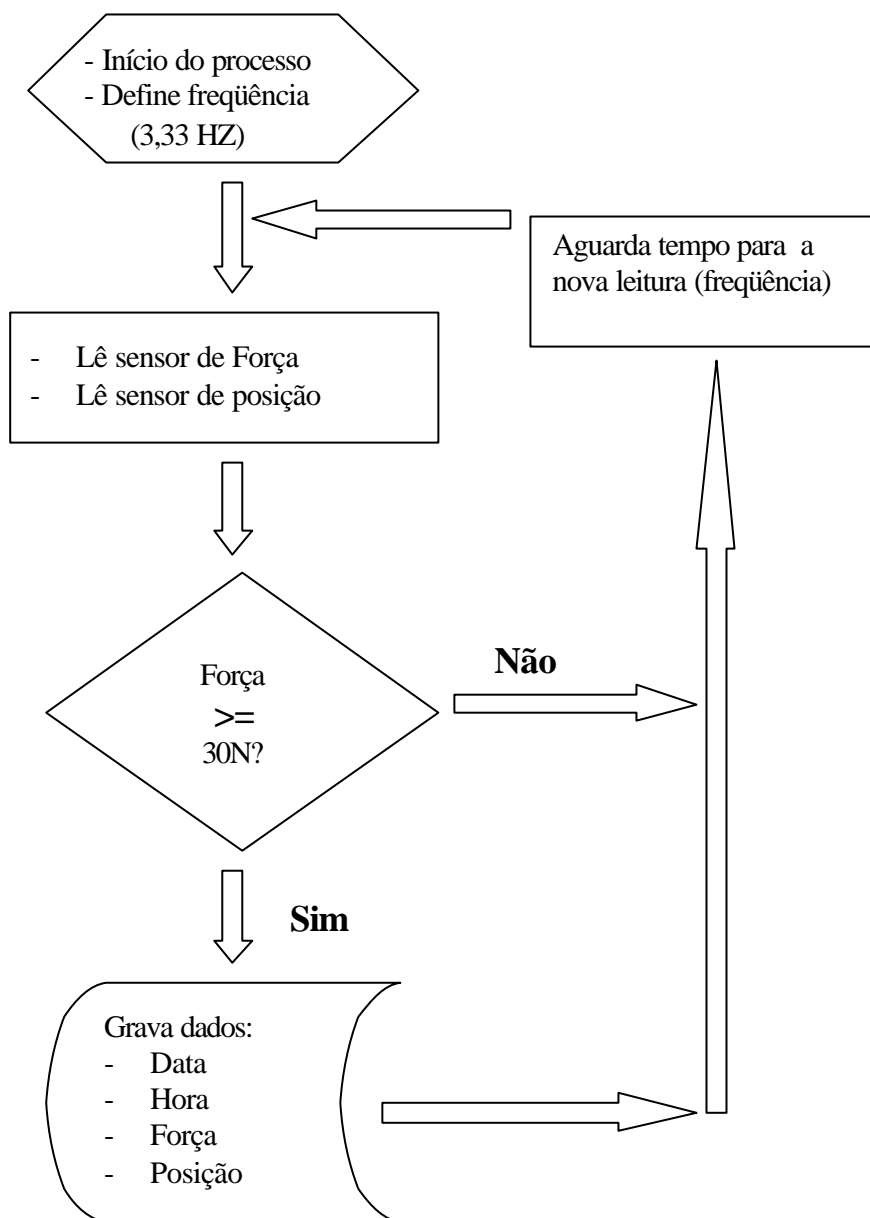 - Início do processo
- Define freqüência
(3,33 HZ)
Aguarda tempo para a
nova leitura (freqüência)
- Lê sensor de Força
- Lê sensor de posição
Força
>=
30N?
Não
Sim
Grava dados:
- Data
- Hora
- Força
- Posição